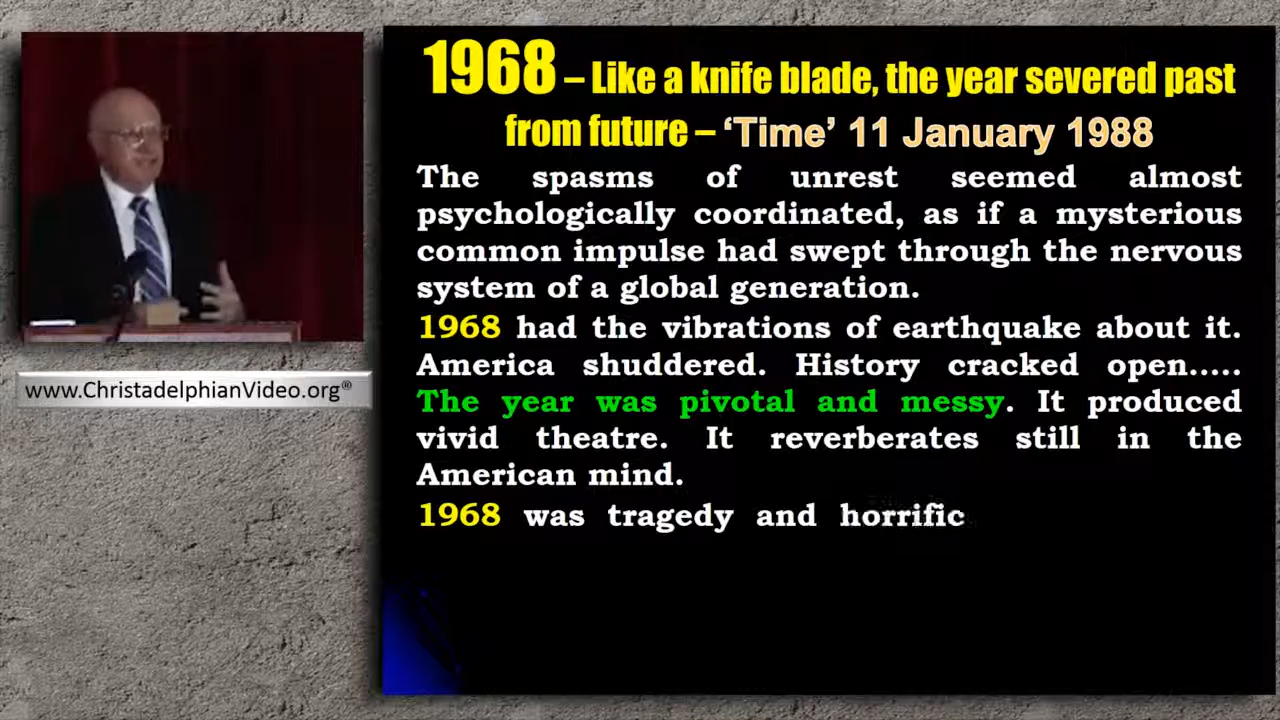 1968 – Like a knife blade, the year severed past
from future – ‘Time’ 11 January 1988
The spasms of unrest seemed almost
psychologically coordinated, as if a mysterious
common impulse had swept through the nervous
system of a global generation.
1968 had the vibrations of earthquake about it.
America shuddered. History cracked open.....
The year was pivotal and messy. It produced
vivid theatre. It reverberates still in the
American mind.
1968 was tragedy and horrific
www.ChristadelphianVideo.org®